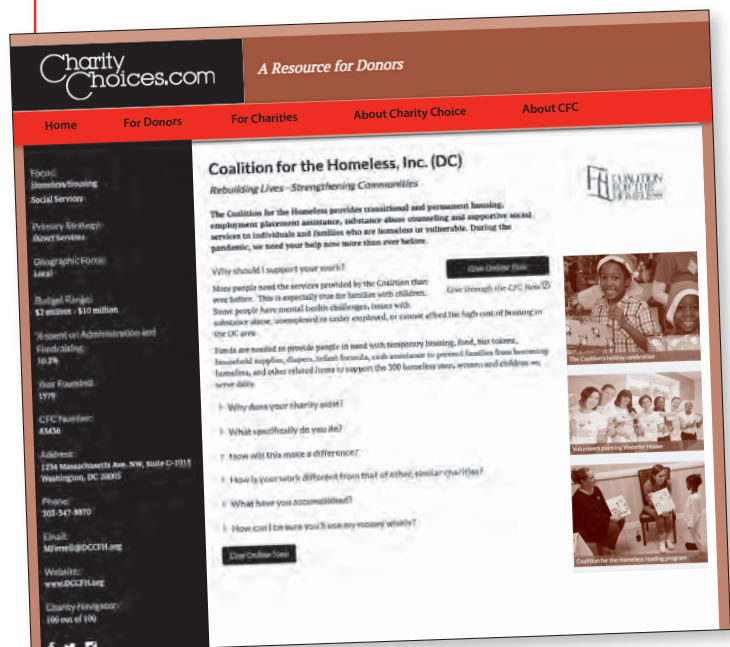 Charity
Choices.com
A Resource for Donors
Home
For Donors
For Charities
About Charity Choice
About CFC
Focus:
Homeless/Housing
Social Services
Primary Strategy:
Direct Services
Geographic Focus:
Local
Budget Range:
$2 million - $10 million
% spent on Administration and
Fundraising:
10.2%
Year Founded:
1979
CFC Number:
Address:
1234 Massachusetts Ave. NW, Suite C-1015
Washington, DC 20005
Phone:
202-347-8870
Email:
Website:
www.DCCFH.org
Charity Navigator:
100 out of 100
Coalition for the Homeless, Inc. (DC)
Rebuilding Lives–Strengthening Communities
The Coalition for the Homeless provides transitional and permanent housing,
employment placement assistance, substance abuse counseling and supportive social
services to individuals and families who are homeless or vulnerable. During the
pandemic, we need your help now more than ever before.
Why should I support your work?
More people need the services provided by the Coalition than
ever before. This is especially true for families with children.
Some people have mental health challenges, issues with
substance abuse, unemployed or under employed, or cannot afford the high cost of housing in
the DC area.
Give Online Now
Give through the CFC Now
Funds are needed to provide people in need with temporary housing, food, bus tokens,
household supplies, diapers, infant formula, cash assistance to prevent families from becoming
homeless, and other related items to support the 500 homeless men, women and children we
serve daily.
Why does your charity exist?
What specifically do you do?
How will this make a difference?
How is your work different from that of other, similar charities?
What have you accomplished?
How can I be sure you'll use my money wisely?
Give Online Now
COALITION
FOR THE
HOMELESS
The Coalition's holiday celebration
Volunteers painting Webster House
Coalition for the Homeless reading program